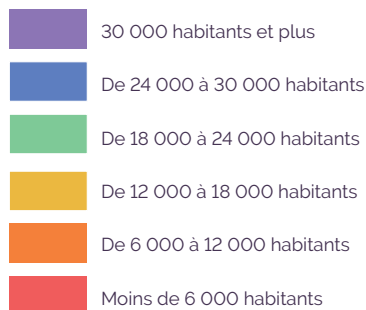 30 000 habitants et plus
De 24 000 à 30 000 habitants
De 18 000 à 24 000 habitants
De 12 000 à 18 000 habitants
De 6 000 à 12 000 habitants
Moins de 6 000 habitants